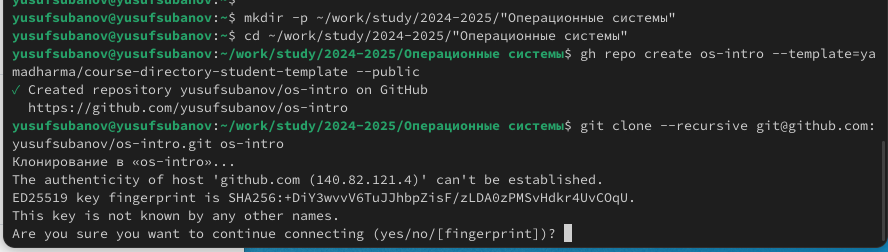 yusufsubanov@yusufsubanov:~$
yusufsubanov@yusufsubanov:~$ mkdir -p ~/work/study/2024-2025/"Операционные системы"
yusufsubanov@yusufsubanov:~$ cd ~/work/study/2024-2025/"Операционные системы"
yusufsubanov@yusufsubanov:~/work/study/2024-2025/Операционные системы$ gh repo create os-intro --template=ya
madharma/course-directory-student-template --public
✓ Created repository yusufsubanov/os-intro on GitHub
https://github.com/yusufsubanov/os-intro
yusufsubanov@yusufsubanov:~/work/study/2024-2025/Операционные системы$ git clone --recursive git@github.com:
yusufsubanov/os-intro.git os-intro
Клонирование в «os-intro»...
The authenticity of host 'github.com (140.82.121.4)' can't be established.
ED25519 key fingerprint is SHA256:+DiY3wvvV6TuJJhbpZisF/zLDA0zPMSvHdkr4UvCOqU.
This key is not known by any other names.
Are you sure you want to continue connecting (yes/no/[fingerprint])?